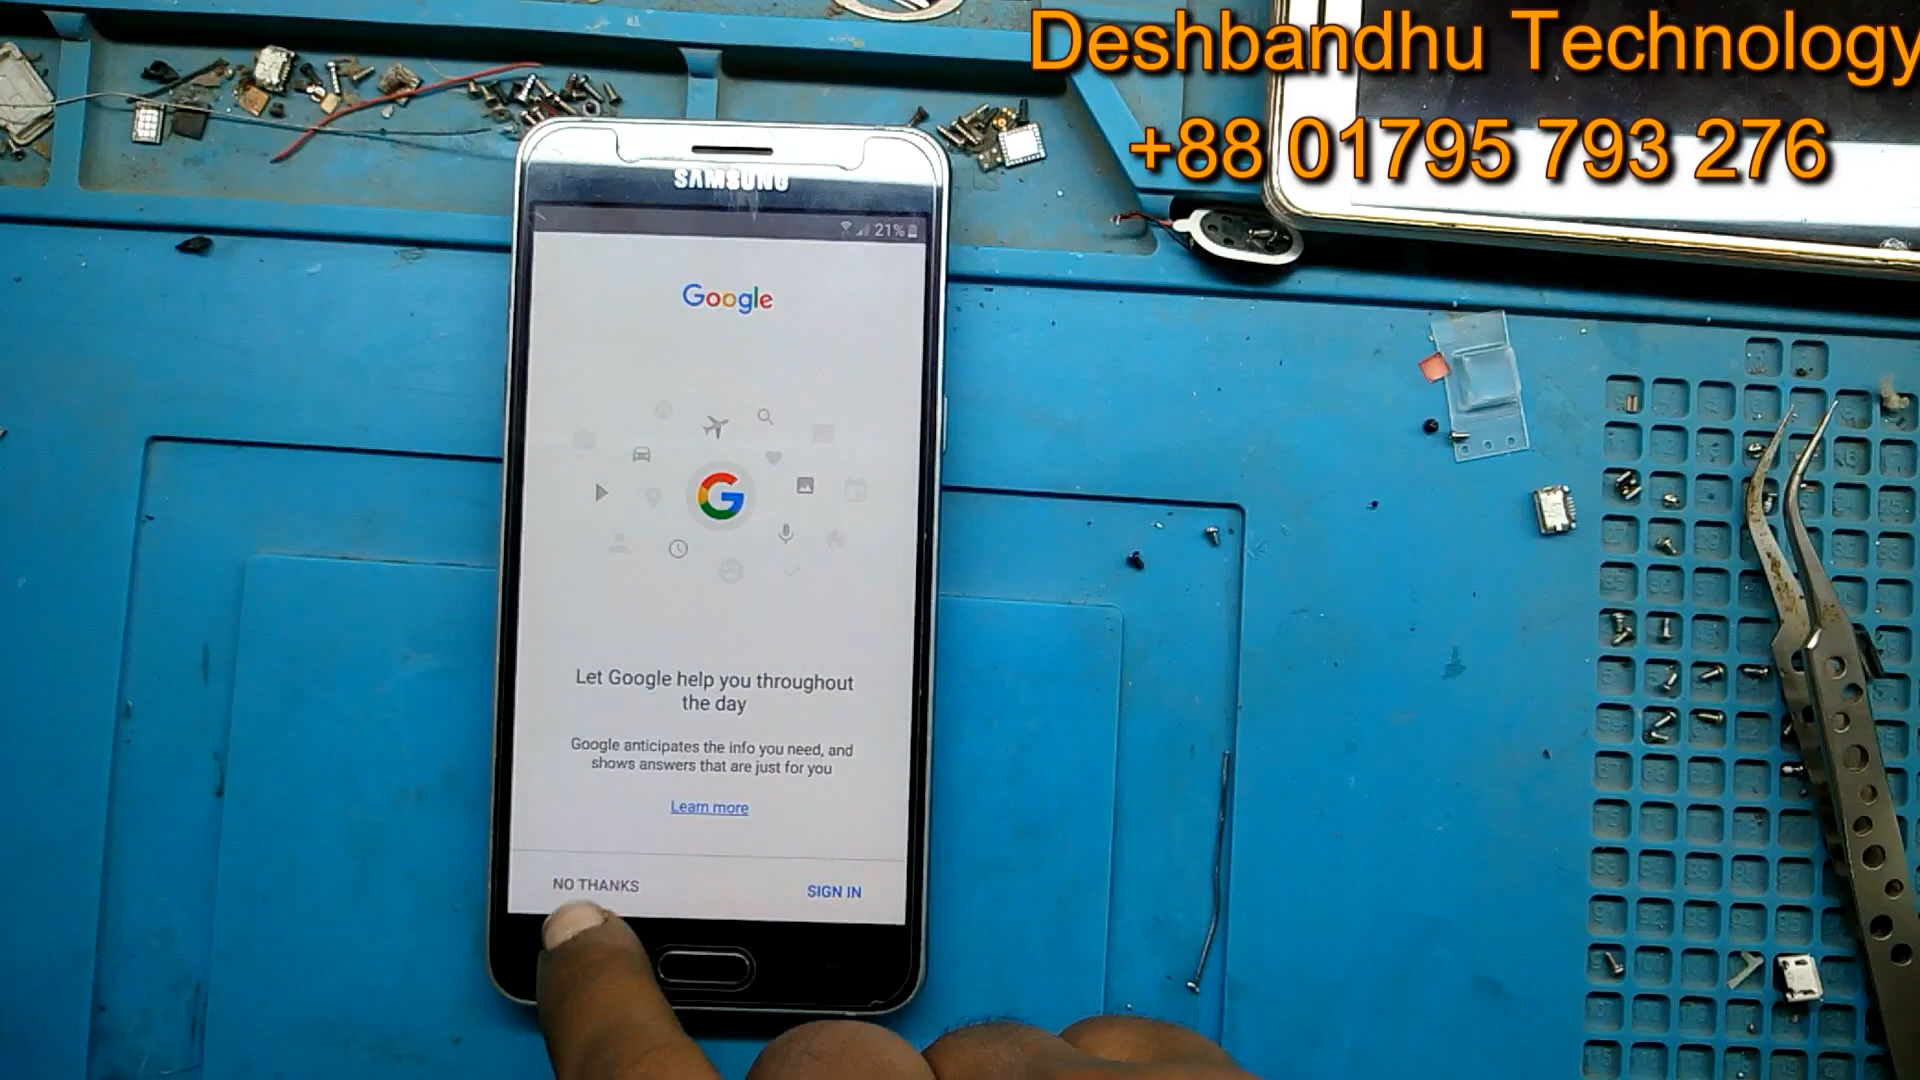 Deshbandhu Technology
+88 01795 793 276
SAMSUNG
21%
Google
G
Let Google help you throughout
the day
Google anticipates the info you need, and
shows answers that are just for you
Learn more
NO THANKS
SIGN IN